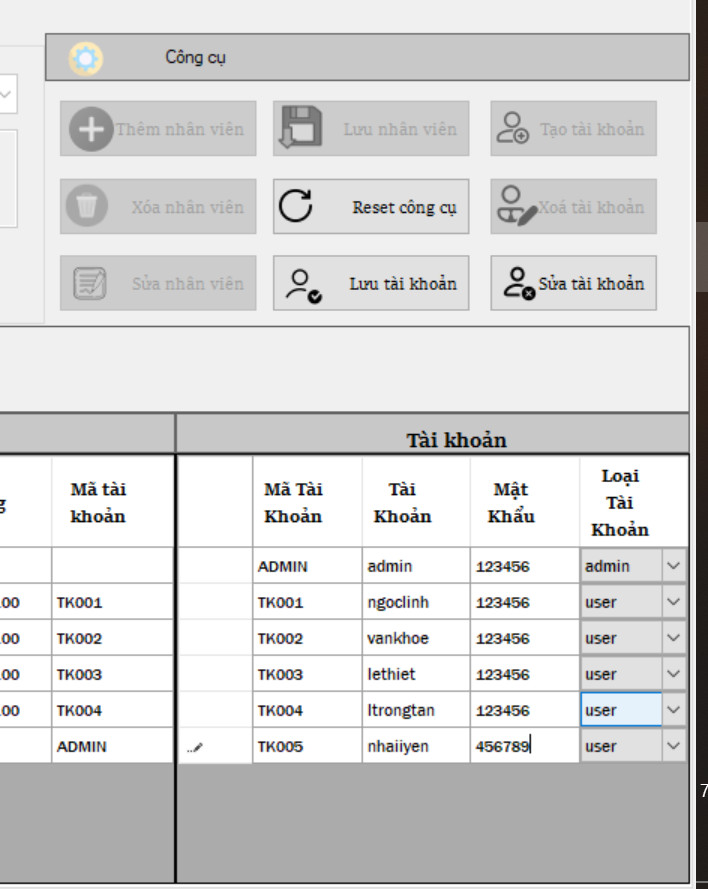 Công cụ
Thêm nhân viên Lưu nhân viên Tạo tài khoản
Xóa nhân viên Reset công cụ Xoá tài khoản
Sửa nhân viên Lưu tài khoản Sửa tài khoản
Tài khoản
g Mã tài khoản Mã Tài Khoản Tài Khoản Mật Khẩu Loại Tài Khoản
ADMIN admin 123456 admin
.00 TK001 TK001 ngoclinh 123456 user
.00 TK002 TK002 vankhoe 123456 user
.00 TK003 TK003 lethiet 123456 user
.00 TK004 TK004 ltrongtan 123456 user
ADMIN TK005 nhaiiyen 456789 user
7